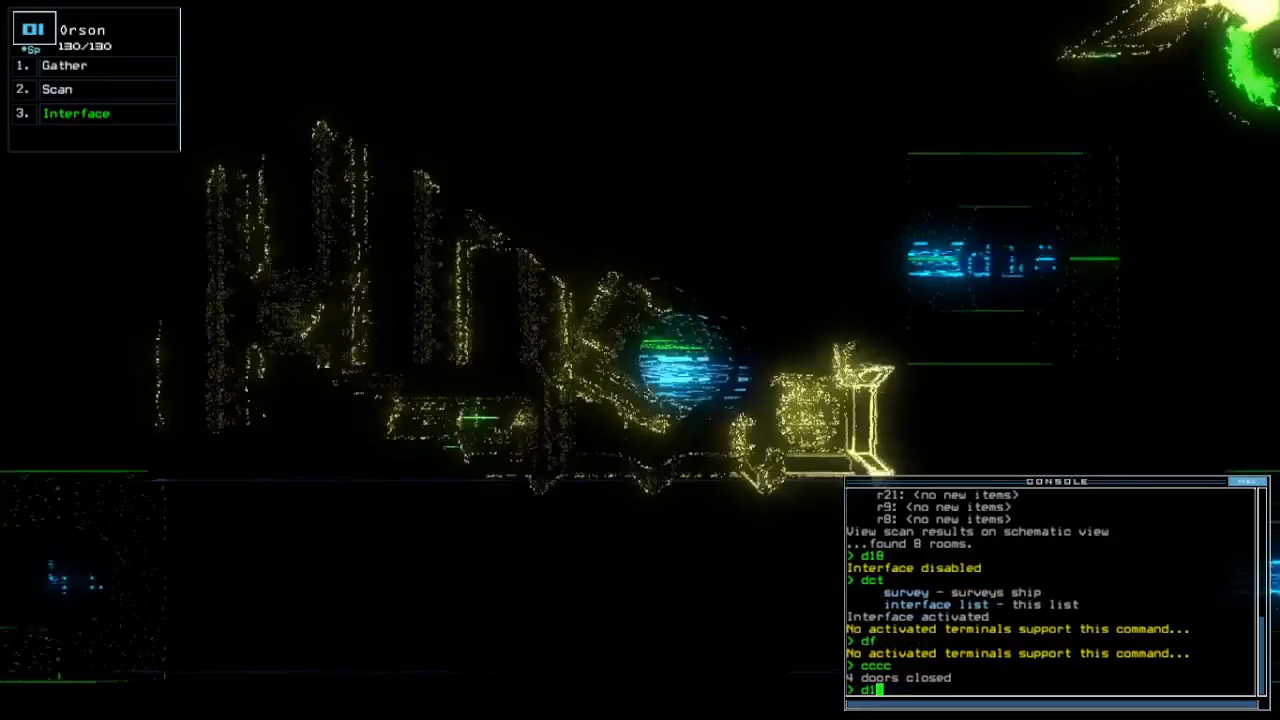 Orson
*Sp
130/130
1. Gather
2. Scan
3. Interface
CONSOLE
r21: <no new items>
r9: <no new items>
r8: <no new items>
View scan results on schematic view
...found 8 rooms.
> d18
Interface disabled
> dct
survey - surveys ship
interface list - this list
Interface activated
No activated terminals support this command...
> df
No activated terminals support this command...
> cccc
4 doors closed
> d1